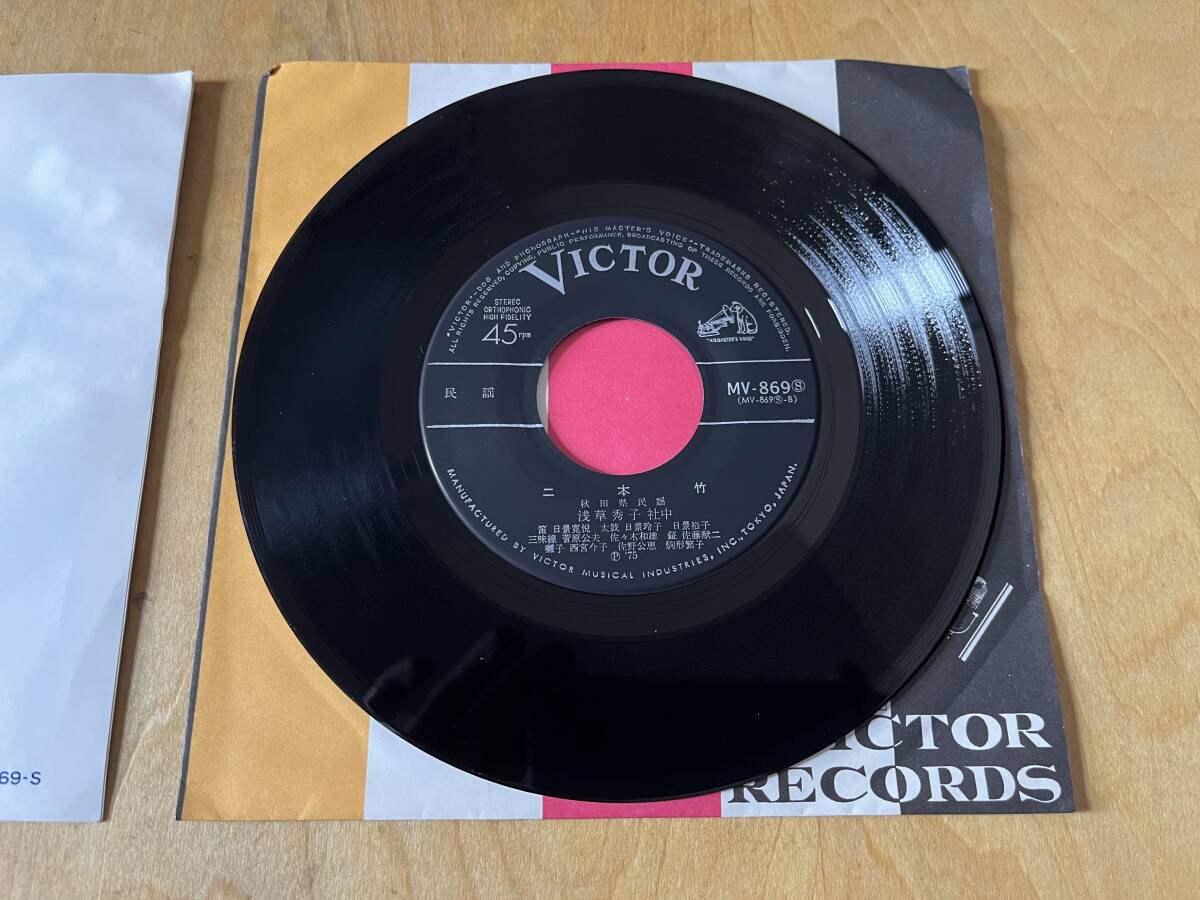 "VICTOR"-"DOG AND PHONOGRAPH-"HIS MASTER'S VOICE"-TRADEMARKS REGISTERED.
ALL RIGHTS RESERVED, COPYING, PUBLIC PERFORMANCE, BROADCASTING OF THESE RECORDS ARE FORBIDDEN.
VICTOR
STEREO
ORTHOPHONIC
HIGH FIDELITY
45rpm
"HIS MASTER'S VOICE"
民謡
MV-869Ⓢ
(MV-869Ⓢ-B)
二本竹
秋田県民謡
浅草秀子社中
笛 日景寛悦 太鼓 日景玲子 日景裕子
三味線 菅原公夫 佐々木和雄 鉦 佐藤猷二
囃子 西宮今子 佐野公恵 駒形繁子
Ⓟ '75
MANUFACTURED BY VICTOR MUSICAL INDUSTRIES, INC., TOKYO, JAPAN.
69-S
ICTOR
RECORDS